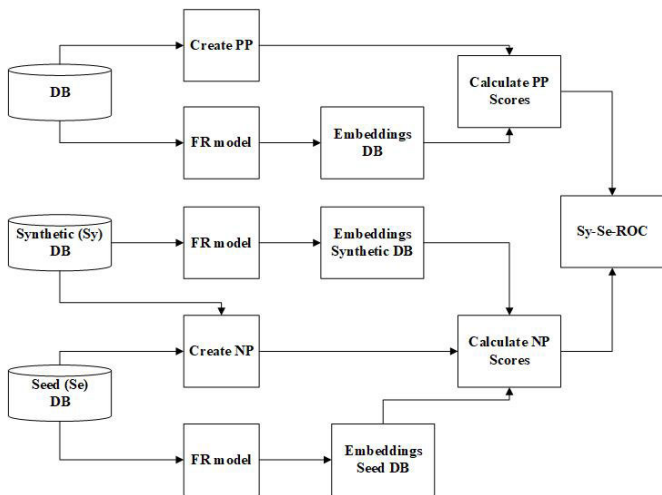 Create PP
DB
Calculate PP
Scores
FR model
Embeddings
DB
Synthetic (Sy)
DB
FR model
Embeddings
Synthetic DB
Sy-Se-ROC
Create NP
Calculate NP
Scores
Seed (Se)
DB
FR model
Embeddings
Seed DB